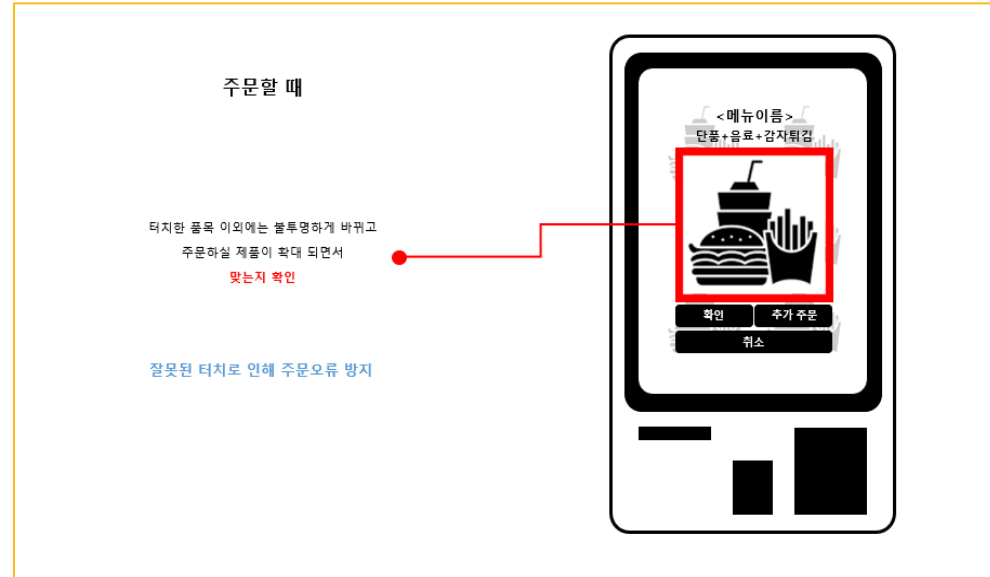 주문할 때
터치한 품목 이외에는 불투명하게 바뀌고
주문하실 제품이 확대 되면서
맞는지 확인
잘못된 터치로 인해 주문오류 방지
<메뉴이름>
단품+음료+감자튀김
확인
추가 주문
취소